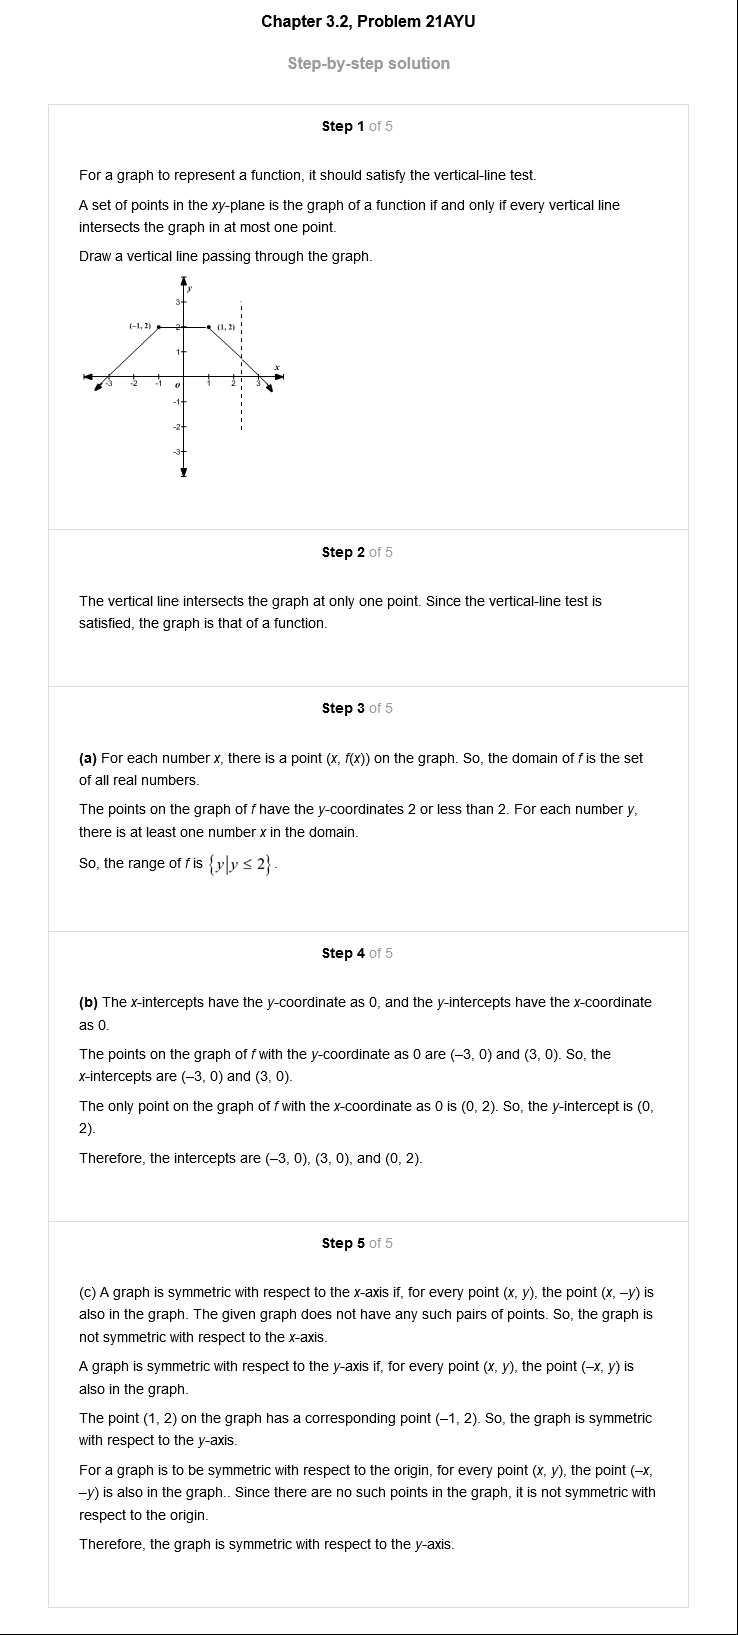 Chapter 3.2, Problem 21AYU
Step-by-step solution
Step 1 of 5
For a graph to represent a function, it should satisfy the vertical-line test.
A set of points in the xy-plane is the graph of a function if and only if every vertical line
intersects the graph in at most one point.
Draw a vertical line passing through the graph.
y
3
(–1, 2) 2 (1, 2)
1
x
-3 -2 -1 o 1 2 3
-1
-2
-3
Step 2 of 5
The vertical line intersects the graph at only one point. Since the vertical-line test is
satisfied, the graph is that of a function.
Step 3 of 5
(a) For each number x, there is a point (x, f(x)) on the graph. So, the domain of f is the set
of all real numbers.
The points on the graph of f have the y-coordinates 2 or less than 2. For each number y,
there is at least one number x in the domain.
So, the range of f is {y|y ≤ 2}.
Step 4 of 5
(b) The x-intercepts have the y-coordinate as 0, and the y-intercepts have the x-coordinate
as 0.
The points on the graph of f with the y-coordinate as 0 are (–3, 0) and (3, 0). So, the
x-intercepts are (–3, 0) and (3, 0).
The only point on the graph of f with the x-coordinate as 0 is (0, 2). So, the y-intercept is (0,
2).
Therefore, the intercepts are (–3, 0), (3, 0), and (0, 2).
Step 5 of 5
(c) A graph is symmetric with respect to the x-axis if, for every point (x, y), the point (x, –y) is
also in the graph. The given graph does not have any such pairs of points. So, the graph is
not symmetric with respect to the x-axis.
A graph is symmetric with respect to the y-axis if, for every point (x, y), the point (–x, y) is
also in the graph.
The point (1, 2) on the graph has a corresponding point (–1, 2). So, the graph is symmetric
with respect to the y-axis.
For a graph is to be symmetric with respect to the origin, for every point (x, y), the point (–x,
–y) is also in the graph.. Since there are no such points in the graph, it is not symmetric with
respect to the origin.
Therefore, the graph is symmetric with respect to the y-axis.